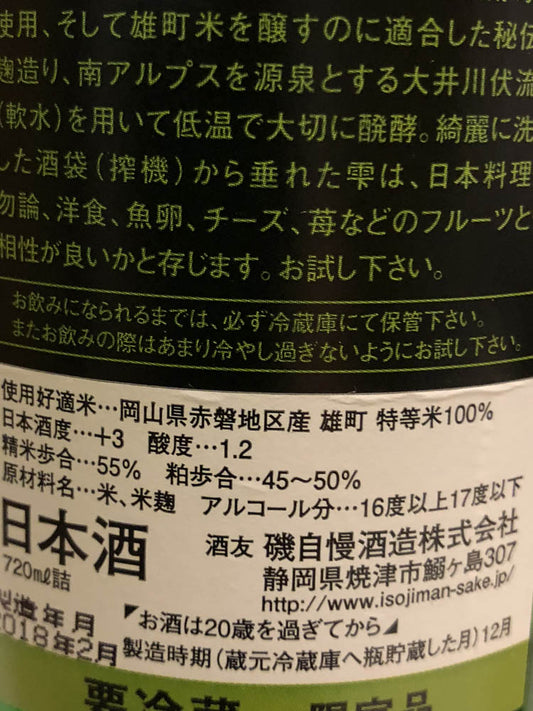 使用、そして雄町米を醸すのに適合した秘伝
麹造り、南アルプスを源泉とする大井川伏流
(軟水)を用いて低温で大切に醗酵。綺麗に洗
した酒袋(搾機)から垂れた雫は、日本料理
勿論、洋食、魚卵、チーズ、苺などのフルーツと
相性が良いかと存じます。お試し下さい。
お飲みになられるまでは、必ず冷蔵庫にて保管下さい。
またお飲みの際はあまり冷やし過ぎないようにお試し下さい。
使用好適米…岡山県赤磐地区産 雄町 特等米100%
日本酒度…+3 酸度…1.2
精米歩合…55% 粕歩合…45〜50%
原材料名…米、米麹 アルコール分…16度以上17度以下
日本酒
720mℓ詰
酒友 磯自慢酒造株式会社
静岡県焼津市鰯ヶ島307
http://www.isojiman-sake.jp/
お酒は20歳を過ぎてから
製造年月
2018年2月
製造時期(蔵元冷蔵庫へ瓶貯蔵した月)12月
要冷蔵 限定品